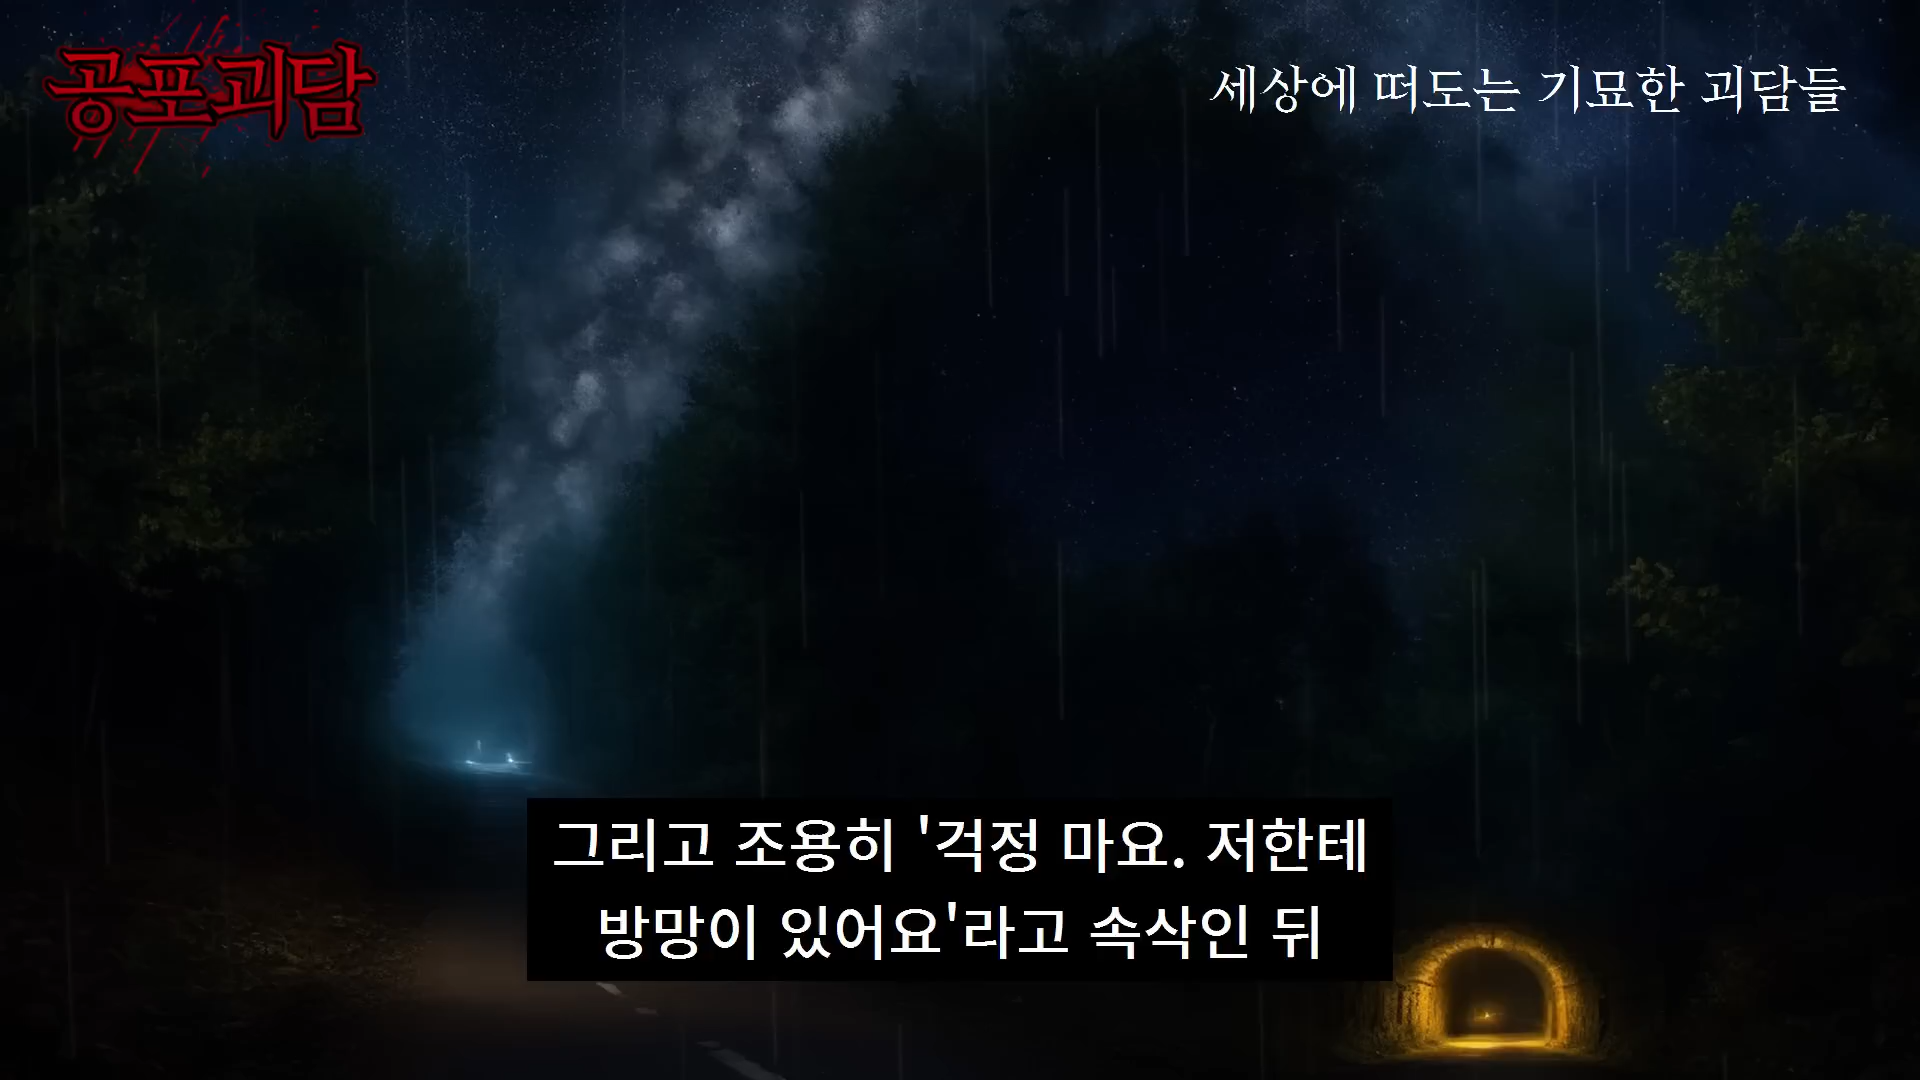 공포괴담
세상에 떠도는 기묘한 괴담들
그리고 조용히 '걱정 마요. 저한테
방망이 있어요'라고 속삭인 뒤